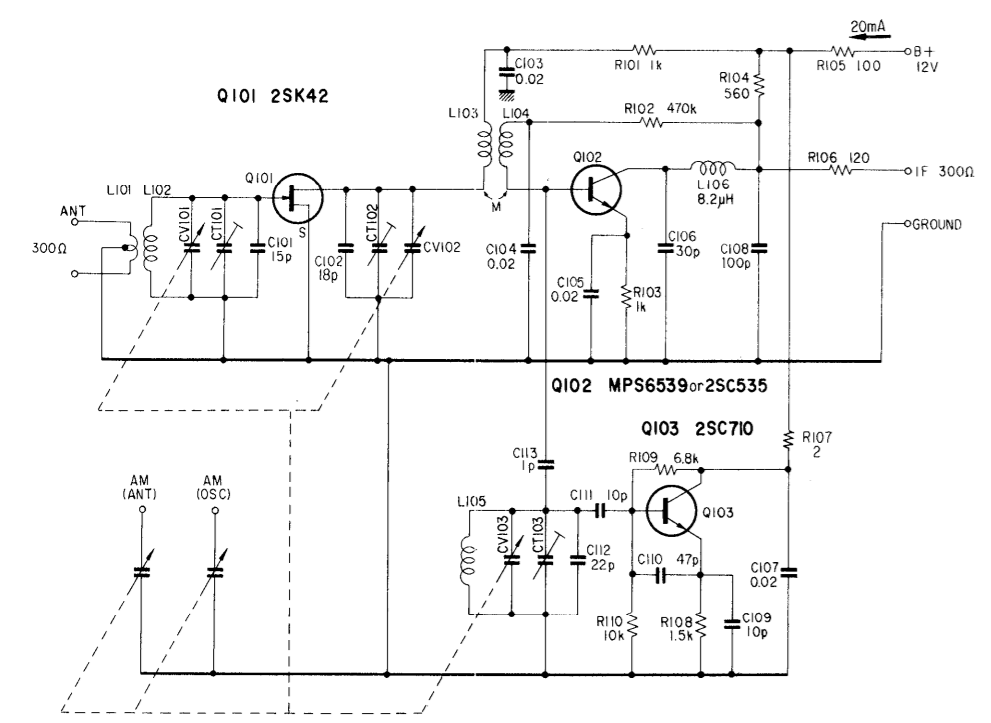 20mA
B+
12V
R105 100
R101 1k
C103
0.02
R104
560
Q101 2SK42
L103
L104
R102 470k
Q102
R106 120
IF 300Ω
L106
8.2μH
Q101
L101
L102
ANT
300Ω
CV101
CT101
C101
15p
S
C102
18p
CT102
CV102
M
C104
0.02
C105
0.02
R103
1k
C106
30p
C108
100p
GROUND
Q102 MPS6539 or 2SC535
Q103 2SC710
R107
2
C113
1p
R109 6.8k
AM
(ANT)
AM
(OSC)
L105
C111 10p
Q103
CV103
CT103
C112
22p
C110 47p
C107
0.02
R110
10k
R108
1.5k
C109
10p